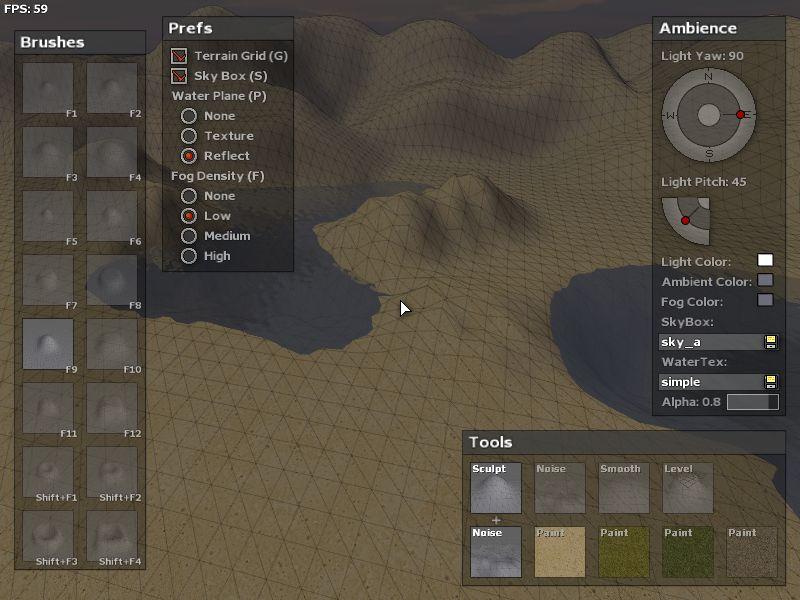 FPS: 59
Brushes
F1
F2
F3
F4
F5
F6
F7
F8
F9
F10
F11
F12
Shift+F1
Shift+F2
Shift+F3
Shift+F4
Prefs
Terrain Grid (G)
Sky Box (S)
Water Plane (P)
None
Texture
Reflect
Fog Density (F)
None
Low
Medium
High
Ambience
Light Yaw: 90
N
W
E
S
Light Pitch: 45
Light Color:
Ambient Color:
Fog Color:
SkyBox:
sky_a
WaterTex:
simple
Alpha: 0.8
Tools
Sculpt
Noise
Smooth
Level
+
Noise
Paint
Paint
Paint
Paint